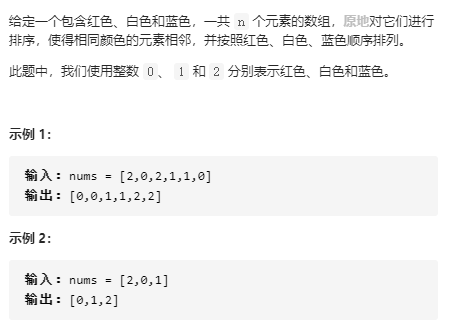 给定一个包含红色、白色和蓝色，一共 n 个元素的数组，原地对它们进行
排序，使得相同颜色的元素相邻，并按照红色、白色、蓝色顺序排列。
此题中，我们使用整数 0、 1 和 2 分别表示红色、白色和蓝色。
示例 1：
输入：nums = [2,0,2,1,1,0]
输出：[0,0,1,1,2,2]
示例 2：
输入：nums = [2,0,1]
输出：[0,1,2]